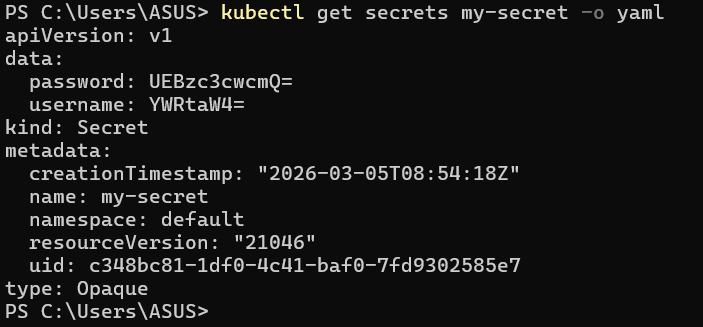 PS C:\Users\ASUS> kubectl get secrets my-secret -o yaml
apiVersion: v1
data:
  password: UEBzc3cwcmQ=
  username: YWRtaW4=
kind: Secret
metadata:
  creationTimestamp: "2026-03-05T08:54:18Z"
  name: my-secret
  namespace: default
  resourceVersion: "21046"
  uid: c348bc81-1df0-4c41-baf0-7fd9302585e7
type: Opaque
PS C:\Users\ASUS>